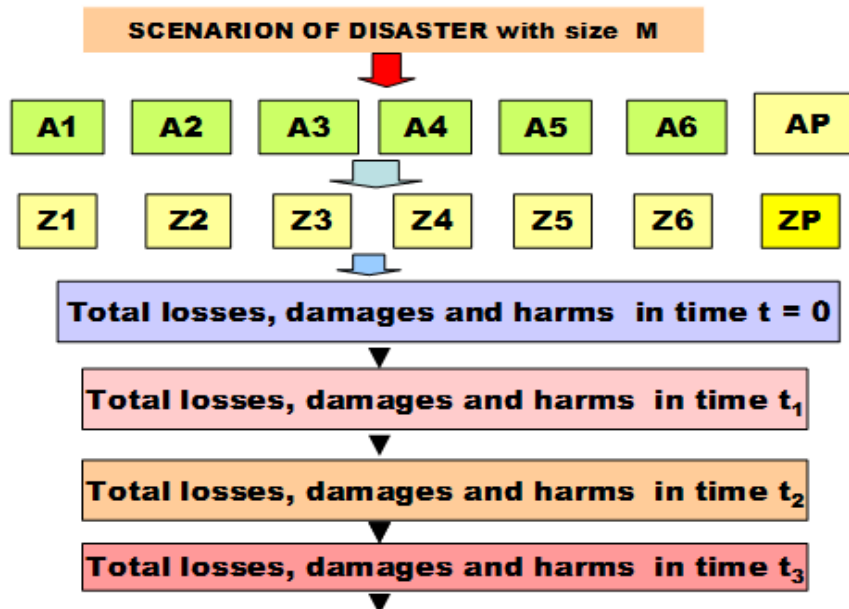 SCENARION OF DISASTER with size M
A1 A2 A3 A4 A5 A6 AP
Z1 Z2 Z3 Z4 Z5 Z6 ZP
Total losses, damages and harms in time t = 0
Total losses, damages and harms in time t₁
Total losses, damages and harms in time t₂
Total losses, damages and harms in time t₃